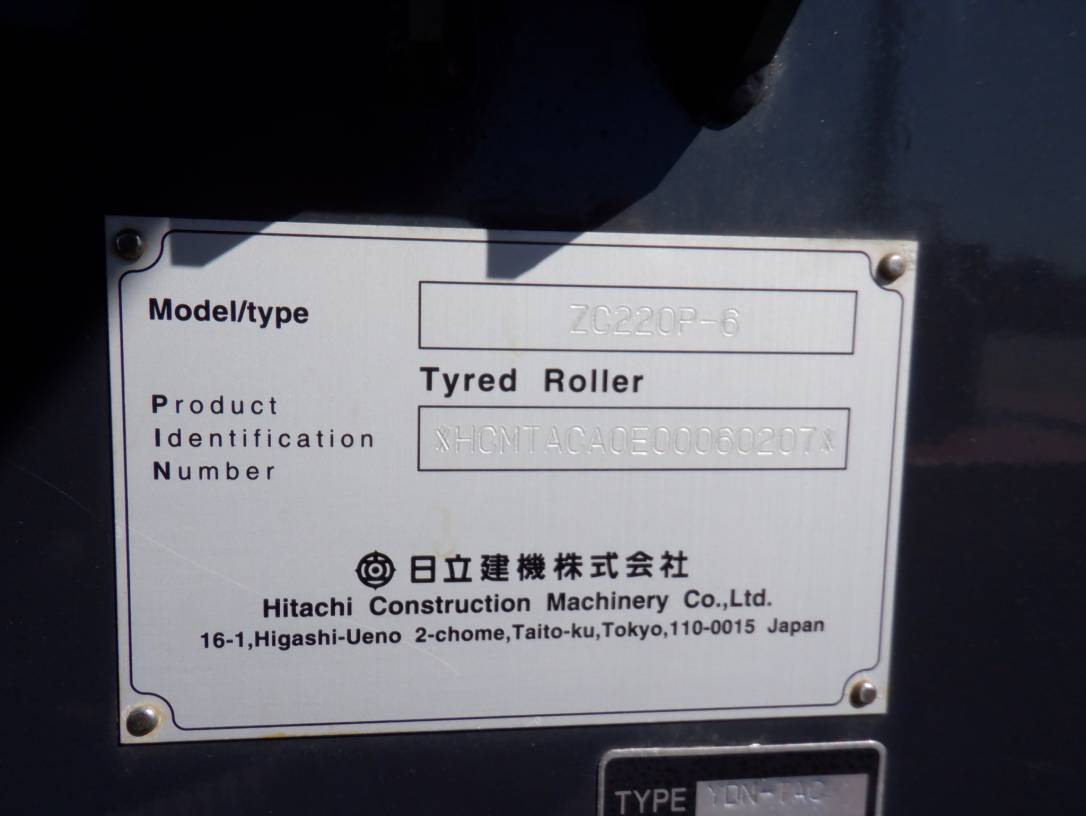 Model/type
ZC220P-6
Tyred Roller
Product
Identification
Number
*HCMTACA0E00060207*
日立建機株式会社
Hitachi Construction Machinery Co.,Ltd.
16-1,Higashi-Ueno 2-chome,Taito-ku,Tokyo,110-0015 Japan
TYPE